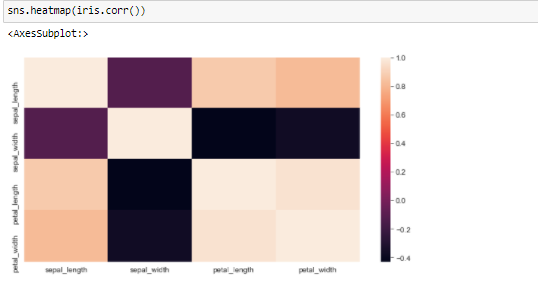 sns.heatmap(iris.corr())
<AxesSubplot:>
1.0
0.8
0.6
0.4
0.2
0.0
−0.2
−0.4
sepal_length
sepal_width
petal_length
petal_width
sepal_length
sepal_width
petal_length
petal_width